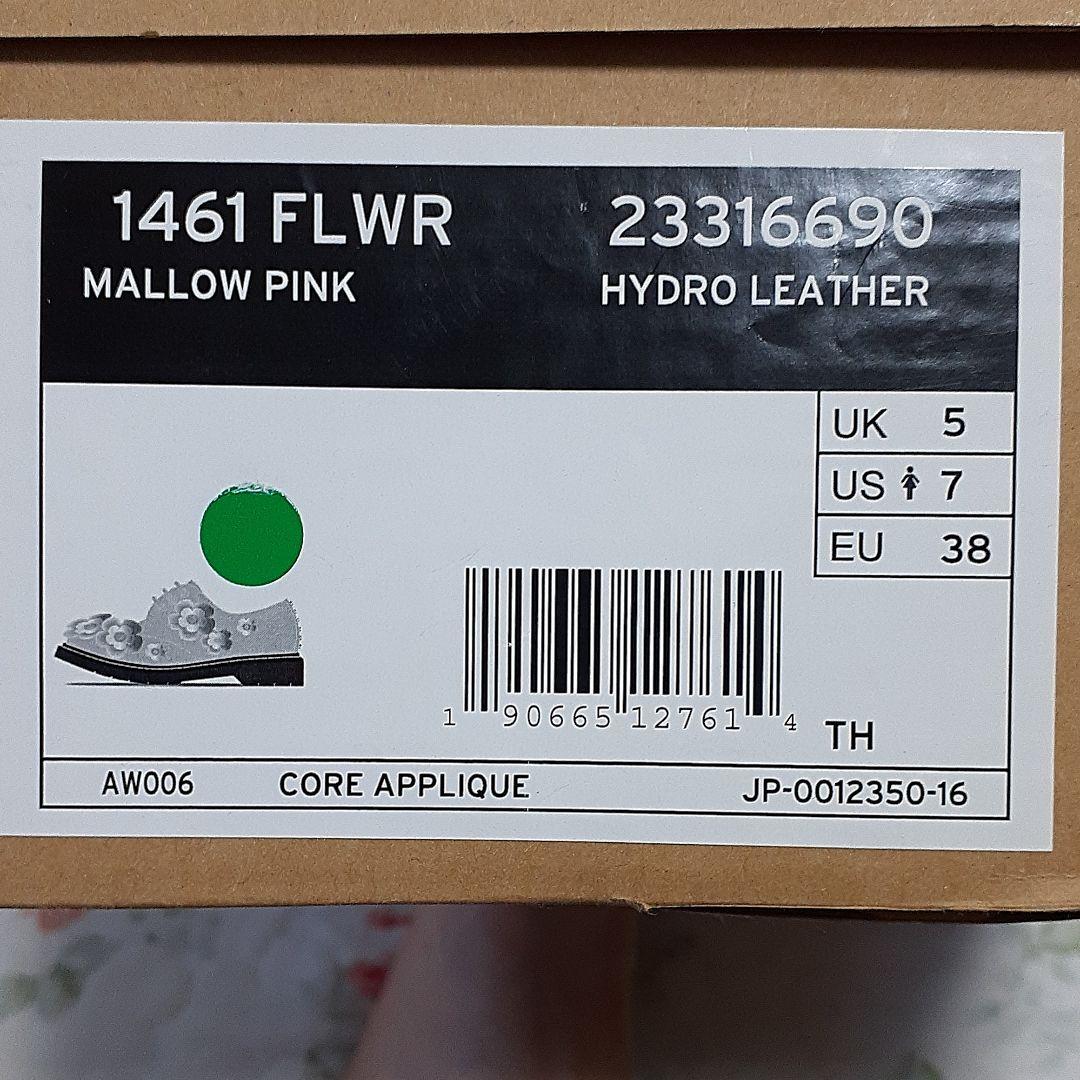 1461 FLWR 23316690
MALLOW PINK HYDRO LEATHER
UK 5
US 7
EU 38
1 90665 12761 4
TH
AW006 CORE APPLIQUE JP-0012350-16